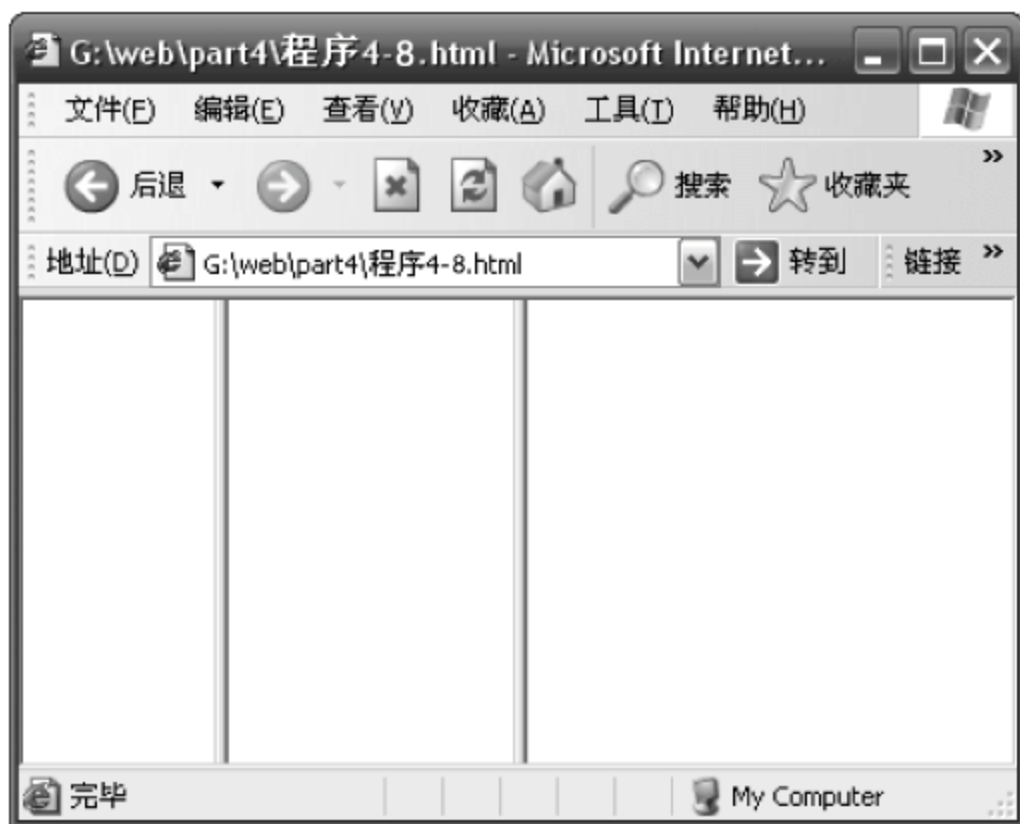 G:\web\part4\程序4-8.html - Microsoft Internet...
文件(F) 编辑(E) 查看(V) 收藏(A) 工具(T) 帮助(H)
后退 搜索 收藏夹 »
地址(D) G:\web\part4\程序4-8.html 转到 链接 »
完毕 My Computer